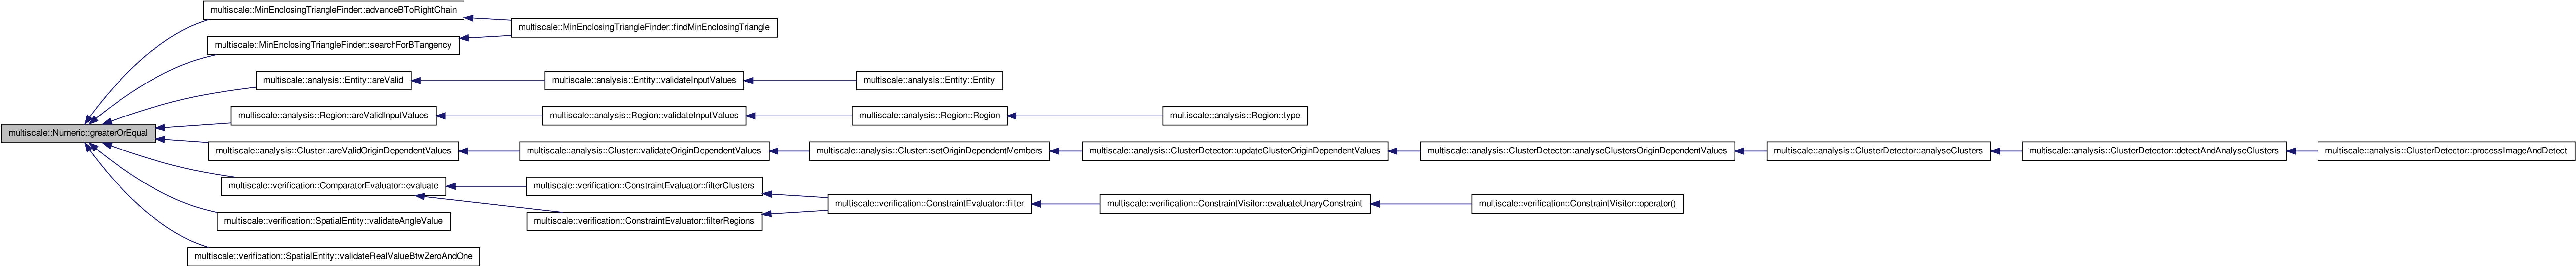 multiscale::MinEnclosingTriangleFinder::advanceBToRightChain
multiscale::MinEnclosingTriangleFinder::findMinEnclosingTriangle
multiscale::MinEnclosingTriangleFinder::searchForBTangency
multiscale::analysis::Entity::areValid
multiscale::analysis::Entity::validateInputValues
multiscale::analysis::Entity::Entity
multiscale::analysis::Region::areValidInputValues
multiscale::analysis::Region::validateInputValues
multiscale::analysis::Region::Region
multiscale::analysis::Region::type
multiscale::Numeric::greaterOrEqual
multiscale::analysis::Cluster::areValidOriginDependentValues
multiscale::analysis::Cluster::validateOriginDependentValues
multiscale::analysis::Cluster::setOriginDependentMembers
multiscale::analysis::ClusterDetector::updateClusterOriginDependentValues
multiscale::analysis::ClusterDetector::analyseClustersOriginDependentValues
multiscale::analysis::ClusterDetector::analyseClusters
multiscale::analysis::ClusterDetector::detectAndAnalyseClusters
multiscale::analysis::ClusterDetector::processImageAndDetect
multiscale::verification::ComparatorEvaluator::evaluate
multiscale::verification::ConstraintEvaluator::filterClusters
multiscale::verification::ConstraintEvaluator::filter
multiscale::verification::ConstraintVisitor::evaluateUnaryConstraint
multiscale::verification::ConstraintVisitor::operator()
multiscale::verification::SpatialEntity::validateAngleValue
multiscale::verification::ConstraintEvaluator::filterRegions
multiscale::verification::SpatialEntity::validateRealValueBtwZeroAndOne